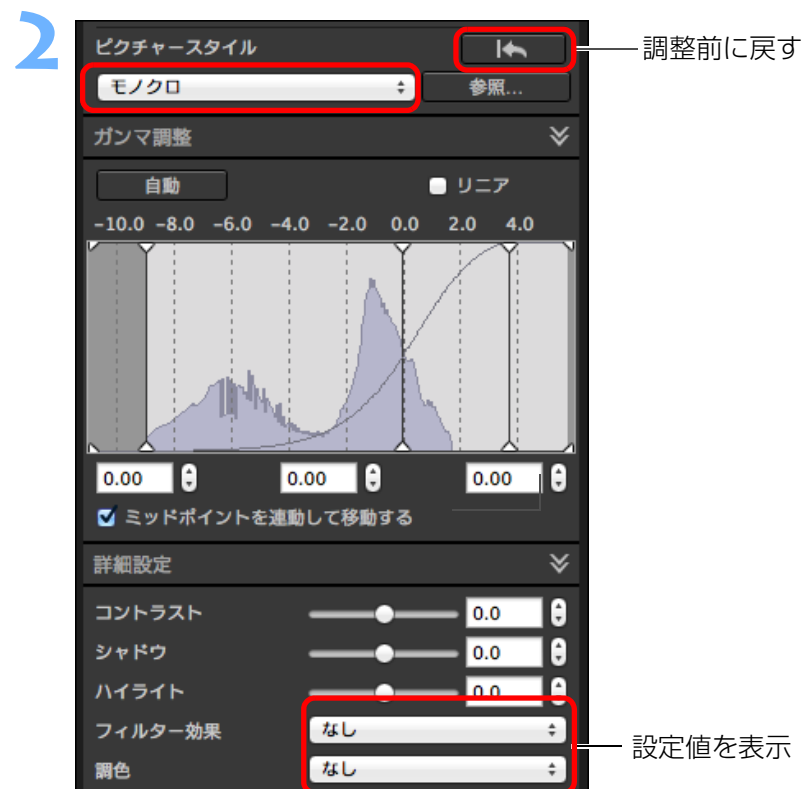 2
ピクチャースタイル
調整前に戻す
モノクロ 参照...
ガンマ調整
自動 リニア
-10.0 -8.0 -6.0 -4.0 -2.0 0.0 2.0 4.0
0.00 0.00 0.00
ミッドポイントを連動して移動する
詳細設定
コントラスト 0.0
シャドウ 0.0
ハイライト 0.0
フィルター効果 なし
設定値を表示
調色 なし